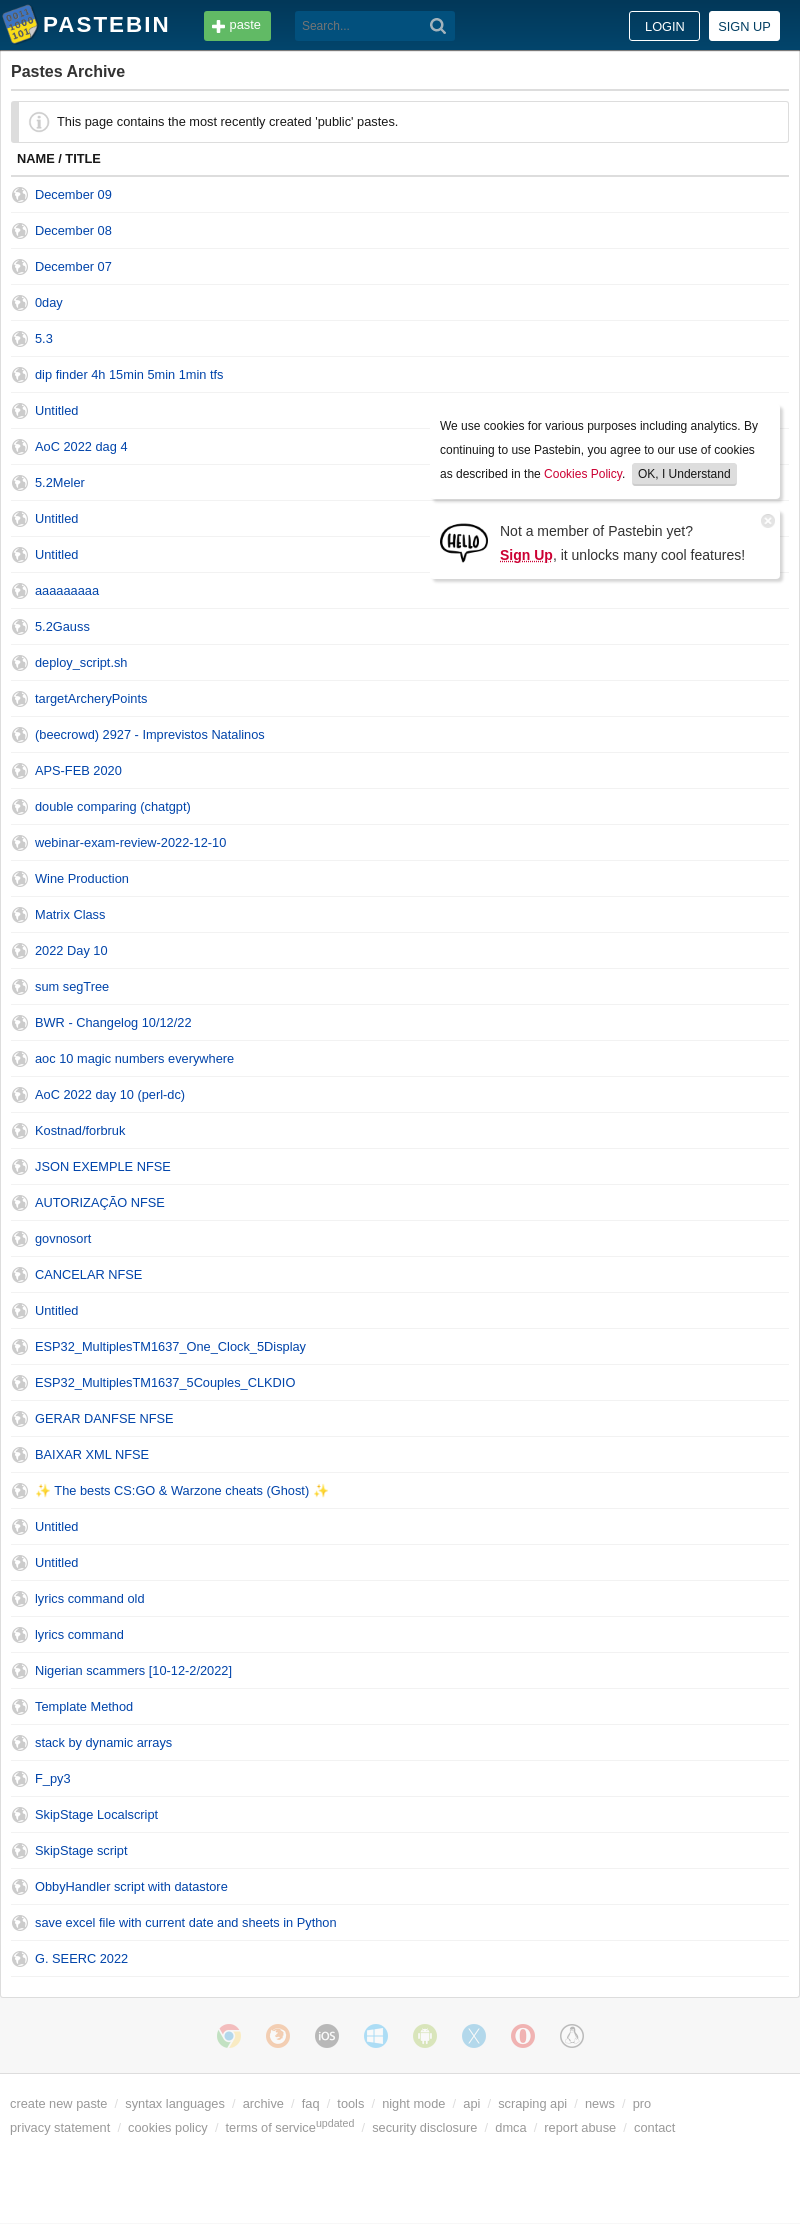 PASTEBIN
paste
Search...
LOGIN
SIGN UP
Pastes Archive
This page contains the most recently created 'public' pastes.
NAME / TITLE
December 09
December 08
December 07
0day
5.3
dip finder 4h 15min 5min 1min tfs
Untitled
AoC 2022 dag 4
5.2Meler
Untitled
Untitled
aaaaaaaaa
5.2Gauss
deploy_script.sh
targetArcheryPoints
(beecrowd) 2927 - Imprevistos Natalinos
APS-FEB 2020
double comparing (chatgpt)
webinar-exam-review-2022-12-10
Wine Production
Matrix Class
2022 Day 10
sum segTree
BWR - Changelog 10/12/22
aoc 10 magic numbers everywhere
AoC 2022 day 10 (perl-dc)
Kostnad/forbruk
JSON EXEMPLE NFSE
AUTORIZAÇÃO NFSE
govnosort
CANCELAR NFSE
Untitled
ESP32_MultiplesTM1637_One_Clock_5Display
ESP32_MultiplesTM1637_5Couples_CLKDIO
GERAR DANFSE NFSE
BAIXAR XML NFSE
✨ The bests CS:GO & Warzone cheats (Ghost) ✨
Untitled
Untitled
lyrics command old
lyrics command
Nigerian scammers [10-12-2/2022]
Template Method
stack by dynamic arrays
F_py3
SkipStage Localscript
SkipStage script
ObbyHandler script with datastore
save excel file with current date and sheets in Python
G. SEERC 2022
We use cookies for various purposes including analytics. By
continuing to use Pastebin, you agree to our use of cookies
as described in the Cookies Policy. OK, I Understand
HELLO
Not a member of Pastebin yet?
Sign Up, it unlocks many cool features!
iOS
create new paste / syntax languages / archive / faq / tools / night mode / api / scraping api / news / pro
privacy statement / cookies policy / terms of service updated / security disclosure / dmca / report abuse / contact